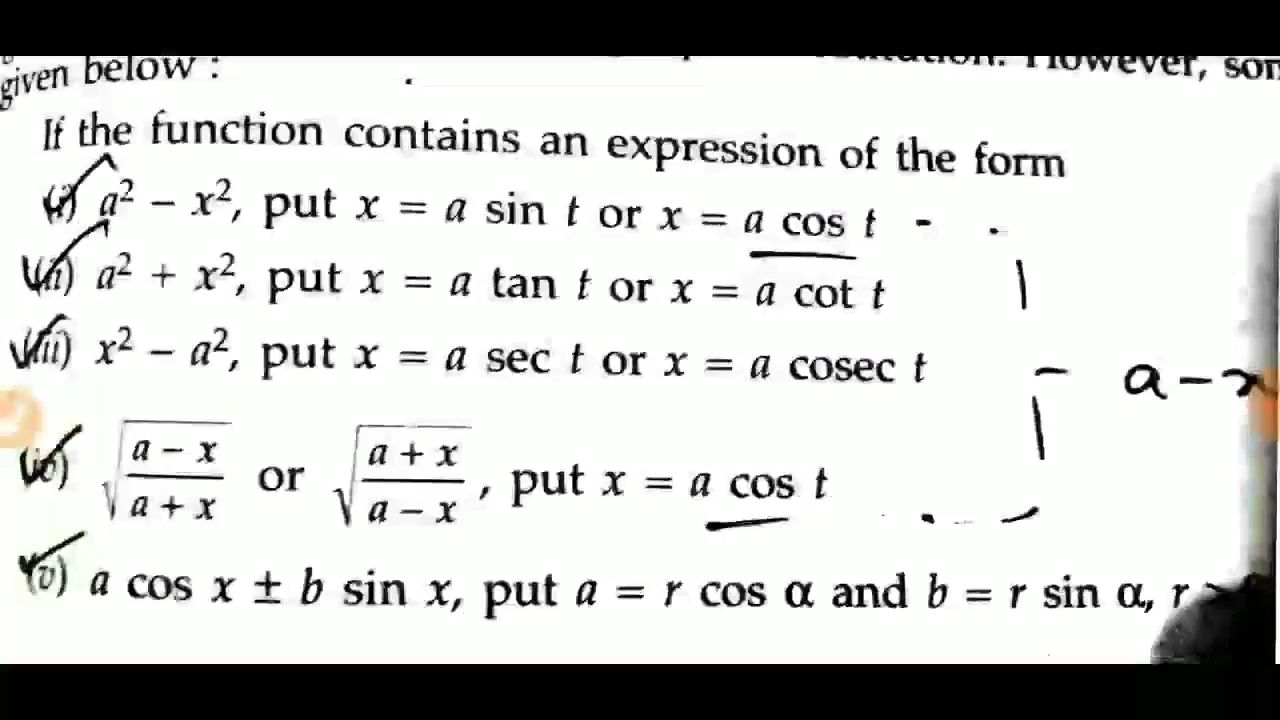 given below :
However,
If the function contains an expression of the form
(i) a² − x², put x = a sin t or x = a cos t
(ii) a² + x², put x = a tan t or x = a cot t
(iii) x² − a², put x = a sec t or x = a cosec t
a − x
(iv) √((a − x)/(a + x)) or √((a + x)/(a − x)), put x = a cos t
(v) a cos x ± b sin x, put a = r cos α and b = r sin α, r